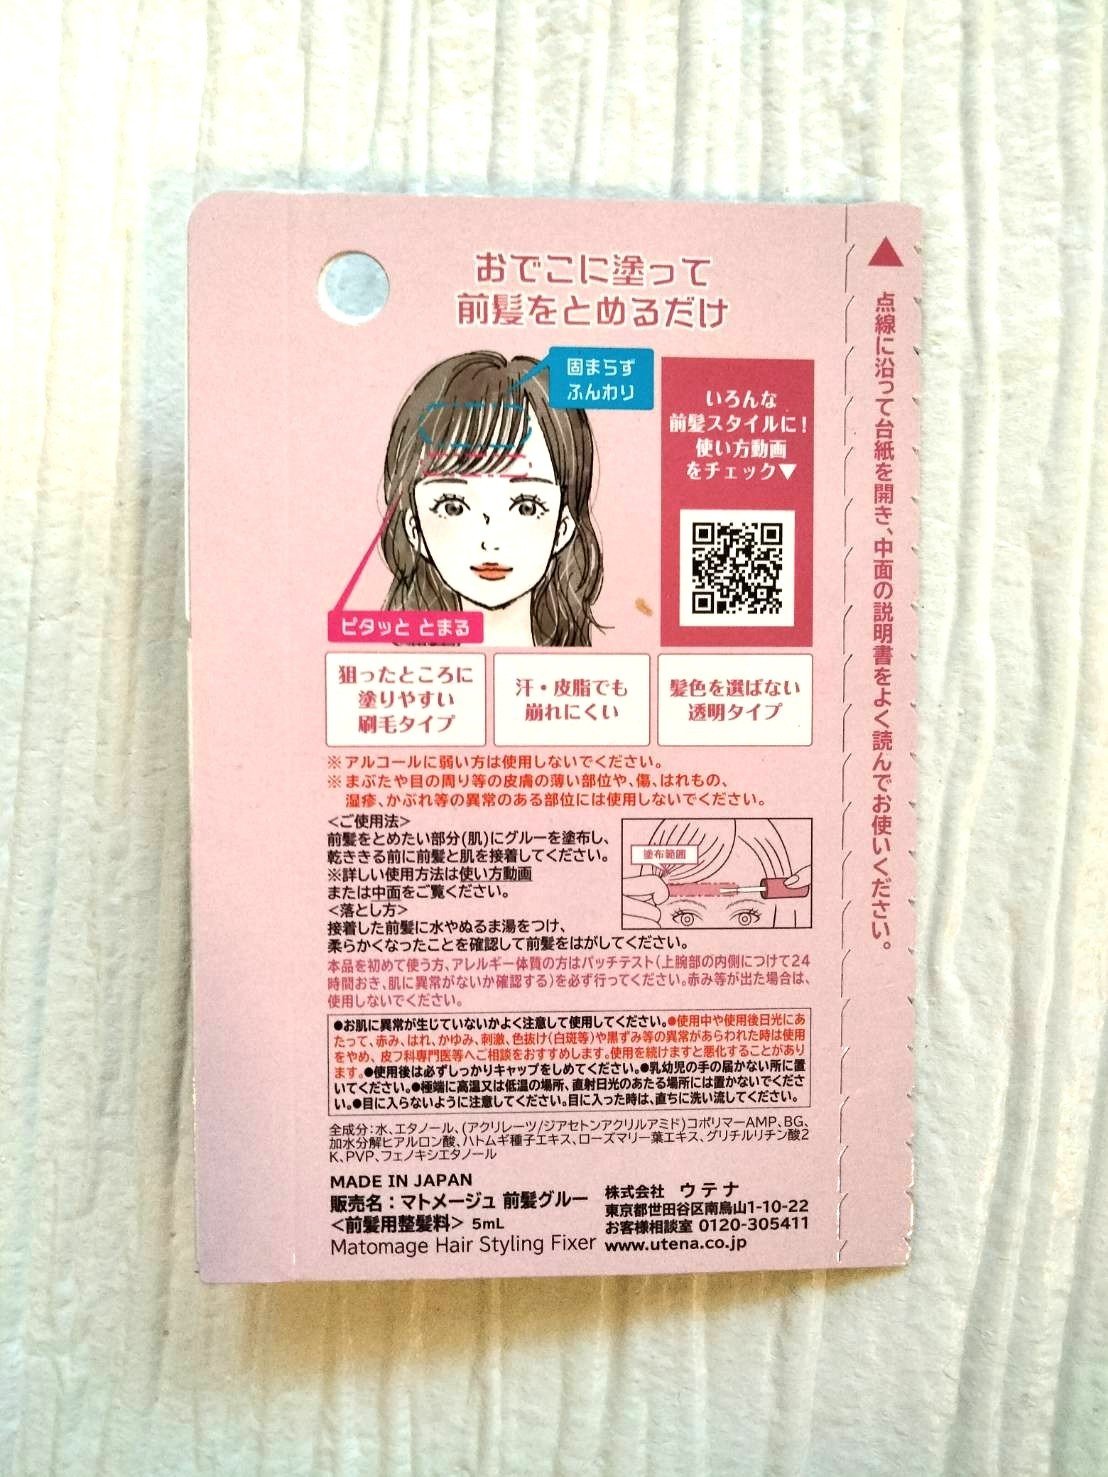 おでこに塗って
前髪をとめるだけ
固まらず
ふんわり
ピタッと とまる
いろんな
前髪スタイルに!
使い方動画
をチェック▼
狙ったところに
塗りやすい
刷毛タイプ
汗・皮脂でも
崩れにくい
髪色を選ばない
透明タイプ
※アルコールに弱い方は使用しないでください。
※まぶたや目の周り等の皮膚の薄い部位や、傷、はれもの、
湿疹、かぶれ等の異常のある部位には使用しないでください。
<ご使用法>
前髪をとめたい部分(肌)にグルーを塗布し、
乾ききる前に前髪と肌を接着してください。
※詳しい使用方法は使い方動画
または中面をご覧ください。
塗布範囲
<落とし方>
接着した前髪に水やぬるま湯をつけ、
柔らかくなったことを確認して前髪をはがしてください。
本品を初めて使う方、アレルギー体質の方はパッチテスト(上腕部の内側につけて24
時間おき、肌に異常がないか確認する)を必ず行ってください。赤み等が出た場合は、
使用しないでください。
●お肌に異常が生じていないかよく注意して使用してください。●使用中や使用後日光にあ
たって、赤み、はれ、かゆみ、刺激、色抜け(白斑等)や黒ずみ等の異常があらわれた時は使用
をやめ、皮フ科専門医等へご相談をおすすめします。使用を続けますと悪化することがあり
ます。●使用後は必ずしっかりキャップをしめてください。●乳幼児の手の届かない所に置
いてください。●極端に高温又は低温の場所、直射日光のあたる場所には置かないでくださ
い。●目に入らないように注意してください。目に入った時は、直ちに洗い流してください。
全成分:水、エタノール、(アクリレーツ/ジアセトンアクリルアミド)コポリマーAMP、BG、
加水分解ヒアルロン酸、ハトムギ種子エキス、ローズマリー葉エキス、グリチルリチン酸2
K、PVP、フェノキシエタノール
MADE IN JAPAN
販売名:マトメージュ 前髪グルー
<前髪用整髪料> 5mL
Matomage Hair Styling Fixer
株式会社 ウテナ
東京都世田谷区南烏山1-10-22
お客様相談室 0120-305411
www.utena.co.jp
▲点線に沿って台紙を開き、中面の説明書をよく読んでお使いください。